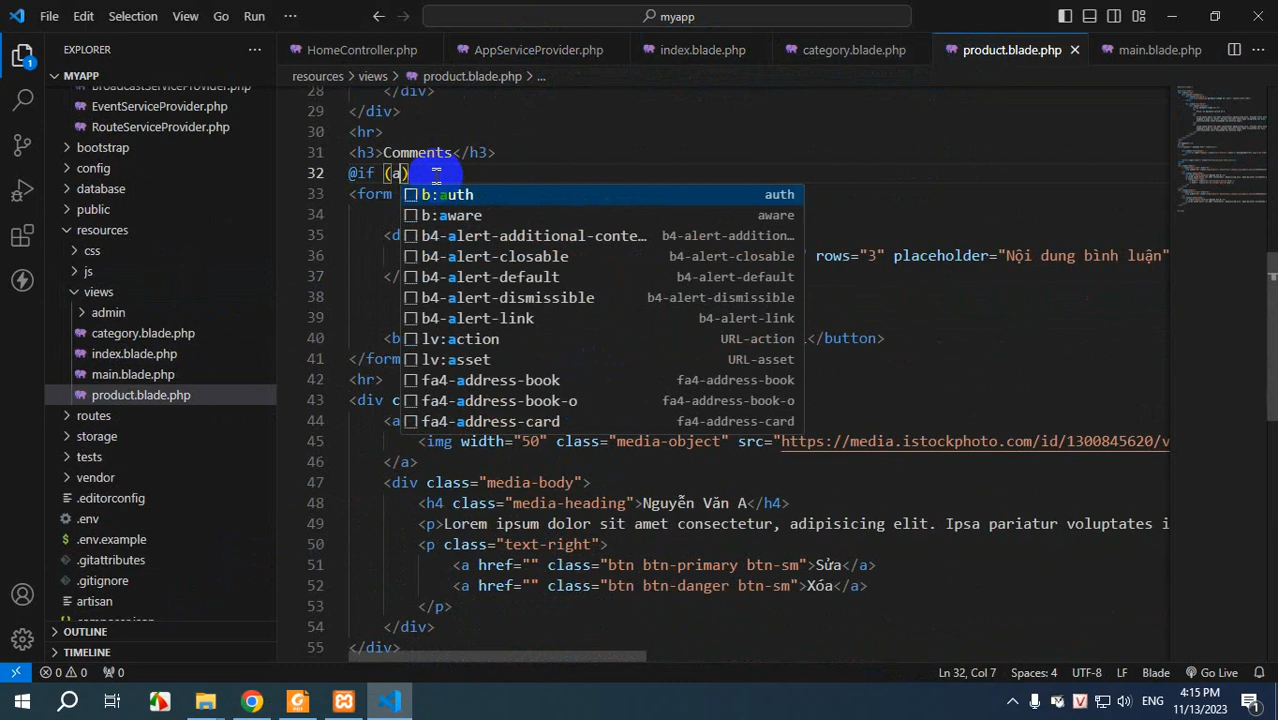 File Edit Selection View Go Run ··· myapp
EXPLORER ···
HomeController.php AppServiceProvider.php index.blade.php category.blade.php product.blade.php main.blade.php ···
MYAPP
resources > views > product.blade.php > ...
EventServiceProvider.php
RouteServiceProvider.php
bootstrap
config
database
public
resources
css
js
views
admin
category.blade.php
index.blade.php
main.blade.php
product.blade.php
routes
storage
tests
vendor
.editorconfig
.env
.env.example
.gitattributes
.gitignore
artisan
OUTLINE
TIMELINE
28 </div>
29 </div>
30 <hr>
31 <h3>Comments</h3>
32 @if (a)
33 <form
34
35 <d
36 rows="3" placeholder="Nội dung bình luận"
37 </
38
39
40 <b </button>
41 </form
42 <hr>
43 <div c
44 <a
45 <img width="50" class="media-object" src="https://media.istockphoto.com/id/1300845620/v
46 </a>
47 <div class="media-body">
48 <h4 class="media-heading">Nguyễn Văn A</h4>
49 <p>Lorem ipsum dolor sit amet consectetur, adipisicing elit. Ipsa pariatur voluptates i
50 <p class="text-right">
51 <a href="" class="btn btn-primary btn-sm">Sửa</a>
52 <a href="" class="btn btn-danger btn-sm">Xóa</a>
53 </p>
54 </div>
55 </div>
b:auth auth
b:aware aware
b4-alert-additional-conte... b4-alert-addition...
b4-alert-closable b4-alert-closable
b4-alert-default b4-alert-default
b4-alert-dismissible b4-alert-dismissible
b4-alert-link b4-alert-link
lv:action URL-action
lv:asset URL-asset
fa4-address-book fa4-address-book
fa4-address-book-o fa4-address-book-o
fa4-address-card fa4-address-card
0 0 0 Ln 32, Col 7 Spaces: 4 UTF-8 LF Blade Go Live
ENG 4:15 PM
11/13/2023